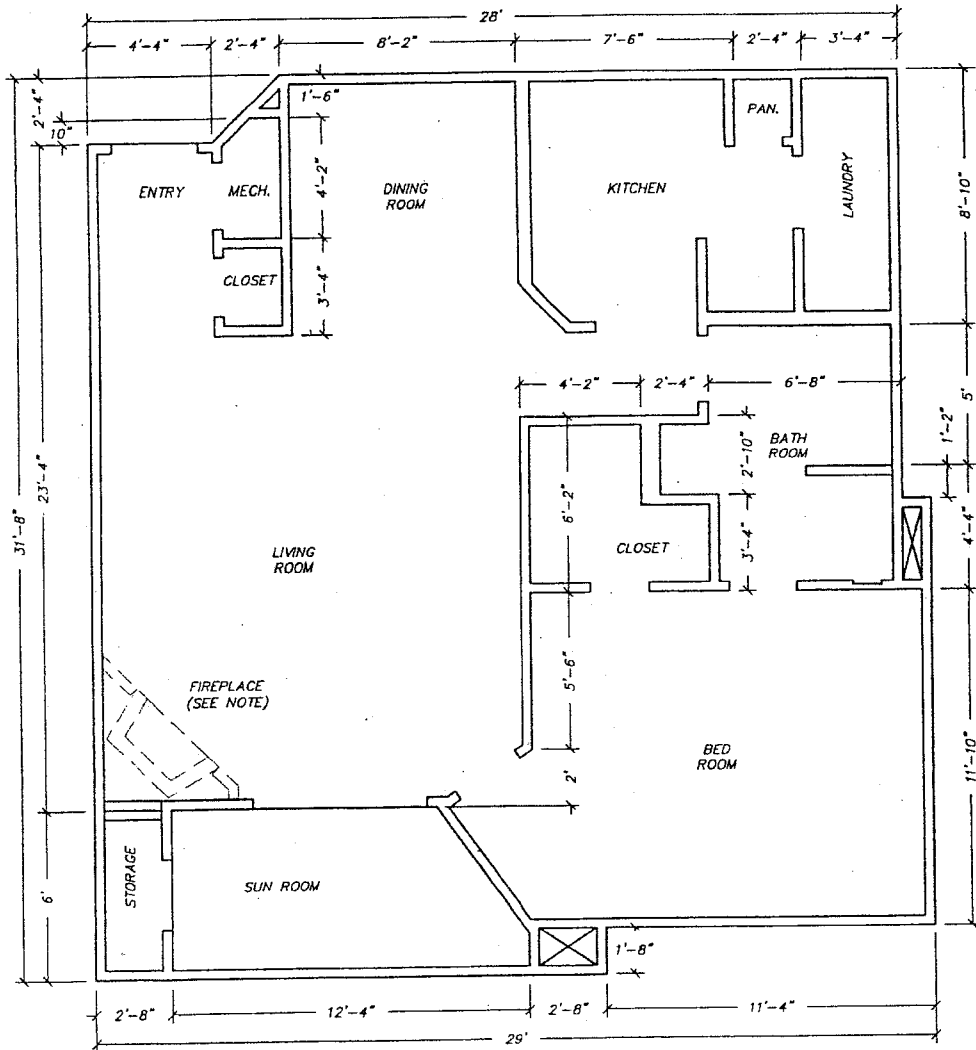 28'
4'-4"
2'-4"
8'-2"
7'-6"
2'-4"
3'-4"
2'-4"
10"
1'-6"
PAN.
ENTRY
MECH.
4'-2"
DINING
ROOM
KITCHEN
LAUNDRY
8'-10"
CLOSET
3'-4"
4'-2"
2'-4"
6'-8"
5'
1'-2"
BATH
ROOM
2'-10"
6'-2"
23'-4"
31'-8"
4'-4"
CLOSET
3'-4"
LIVING
ROOM
5'-6"
FIREPLACE
(SEE NOTE)
BED
ROOM
11'-10"
2'
STORAGE
SUN ROOM
6'
1'-8"
2'-8"
12'-4"
2'-8"
11'-4"
29'